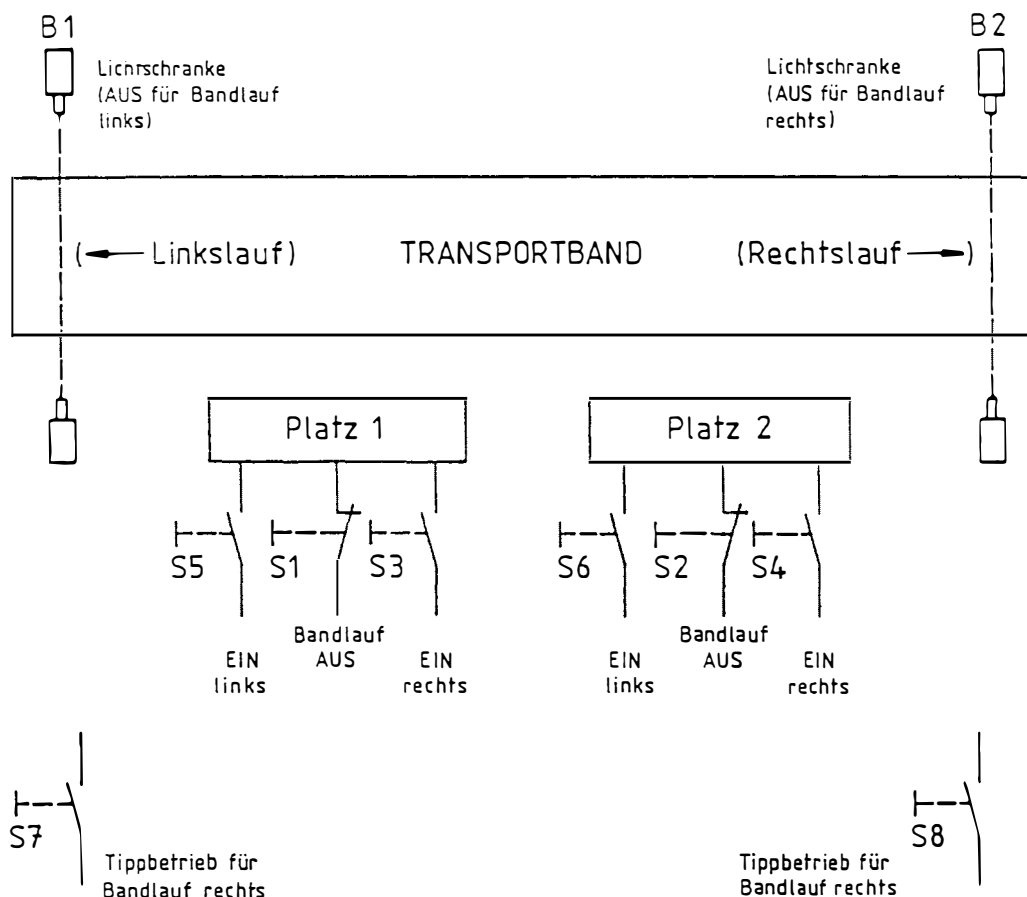 B1
Lichtschranke
(AUS für Bandlauf
links)
B2
Lichtschranke
(AUS für Bandlauf
rechts)
(← Linkslauf)
TRANSPORTBAND
(Rechtslauf →)
Platz 1
Platz 2
S5
S1
S3
S6
S2
S4
EIN
links
Bandlauf
AUS
EIN
rechts
EIN
links
Bandlauf
AUS
EIN
rechts
S7
Tippbetrieb für
Bandlauf rechts
S8
Tippbetrieb für
Bandlauf rechts